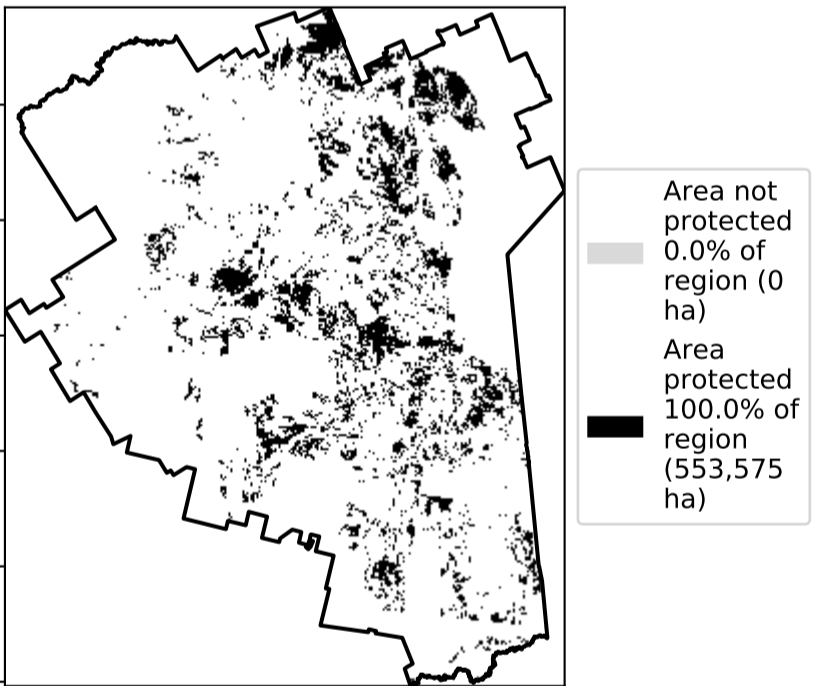 Area not
protected
0.0% of
region (0
ha)
Area
protected
100.0% of
region
(553,575
ha)